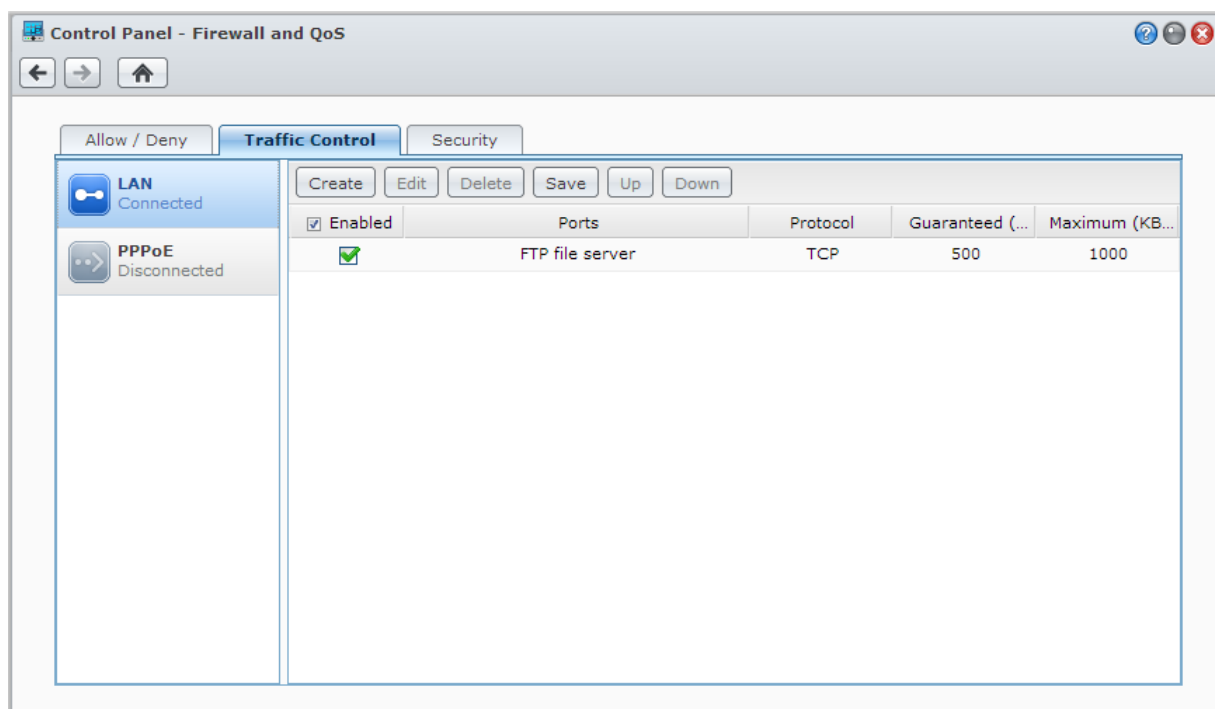 Control Panel - Firewall and QoS
Allow / Deny Traffic Control Security
LAN
Connected
PPPoE
Disconnected
Create Edit Delete Save Up Down
Enabled Ports Protocol Guaranteed (... Maximum (KB...
FTP file server TCP 500 1000